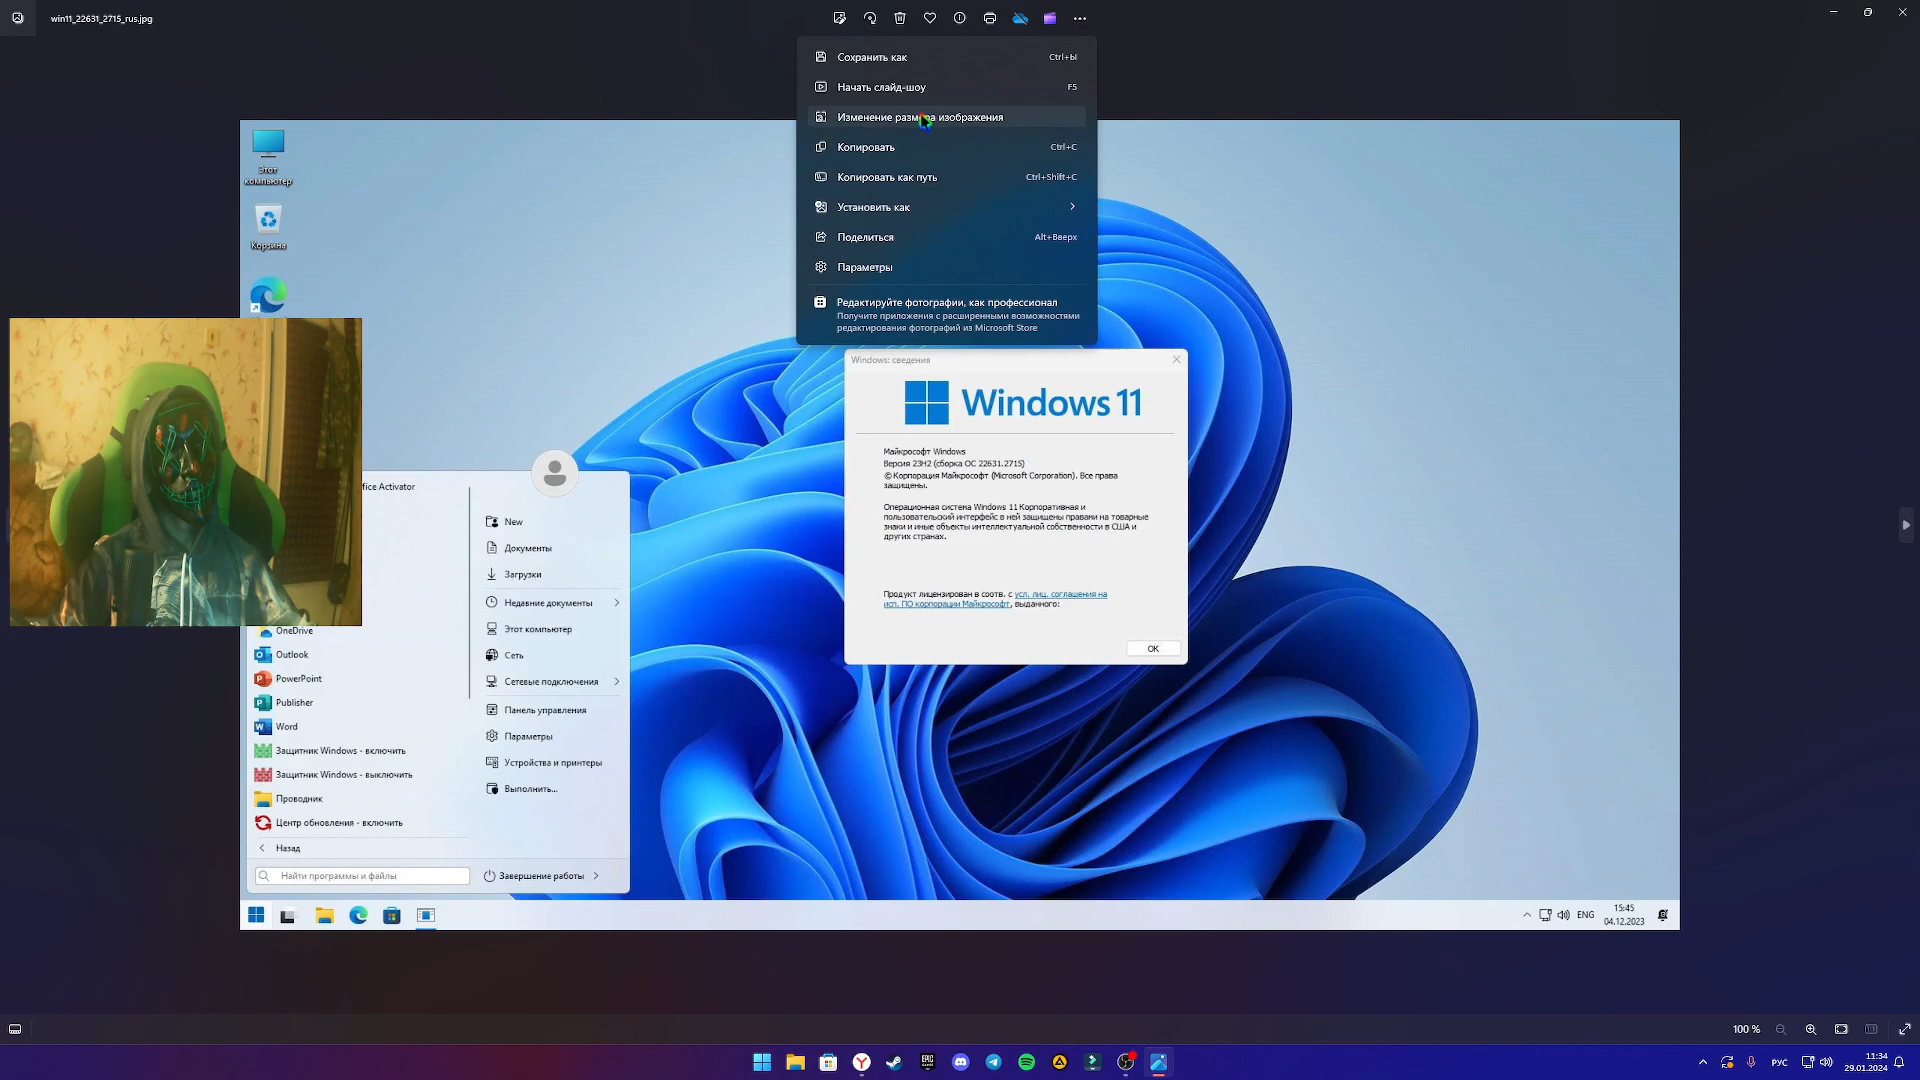 win11_22631_2715_rus.jpg
Сохранить как Ctrl+Ы
Начать слайд-шоу F5
Изменение размера изображения
Копировать Ctrl+C
Копировать как путь Ctrl+Shift+C
Установить как
Поделиться Alt+Вверх
Параметры
Редактируйте фотографии, как профессионал
Получите приложения с расширенными возможностями
редактирования фотографий из Microsoft Store
Этот
компьютер
Корзина
Windows: сведения
Windows 11
Майкрософт Windows
Версия 23H2 (сборка ОС 22631.2715)
© Корпорация Майкрософт (Microsoft Corporation). Все права
защищены.
Операционная система Windows 11 Корпоративная и
пользовательский интерфейс в ней защищены правами на товарные
знаки и иные объекты интеллектуальной собственности в США и
других странах.
Продукт лицензирован в соотв. с усл. лиц. соглашения на
исп. ПО корпорации Майкрософт, выданного:
OK
fice Activator
OneDrive
Outlook
PowerPoint
Publisher
Word
Защитник Windows - включить
Защитник Windows - выключить
Проводник
Центр обновления - включить
Назад
Найти программы и файлы
New
Документы
Загрузки
Недавние документы
Этот компьютер
Сеть
Сетевые подключения
Панель управления
Параметры
Устройства и принтеры
Выполнить...
Завершение работы
ENG
15:45
04.12.2023
100 %
EPIC
GAMES
РУС
11:34
29.01.2024